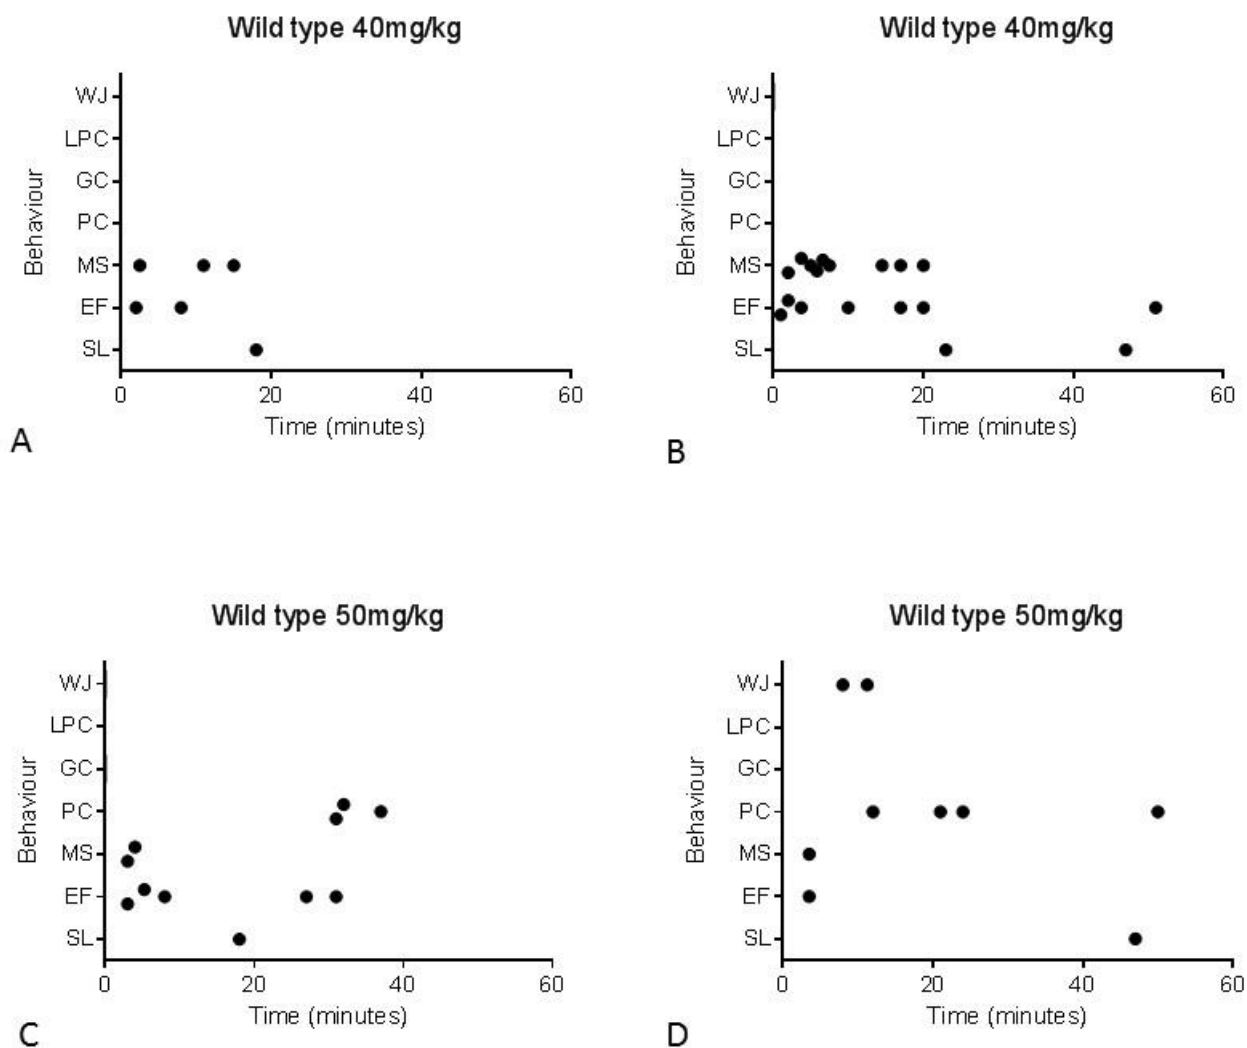 Wild type 40mg/kg
WJ
LPC
GC
PC
MS
EF
SL
Behaviour
0 20 40 60
Time (minutes)
A
Wild type 40mg/kg
WJ
LPC
GC
PC
MS
EF
SL
Behaviour
0 20 40 60
Time (minutes)
B
Wild type 50mg/kg
WJ
LPC
GC
PC
MS
EF
SL
Behaviour
0 20 40 60
Time (minutes)
C
Wild type 50mg/kg
WJ
LPC
GC
PC
MS
EF
SL
Behaviour
0 20 40 60
Time (minutes)
D